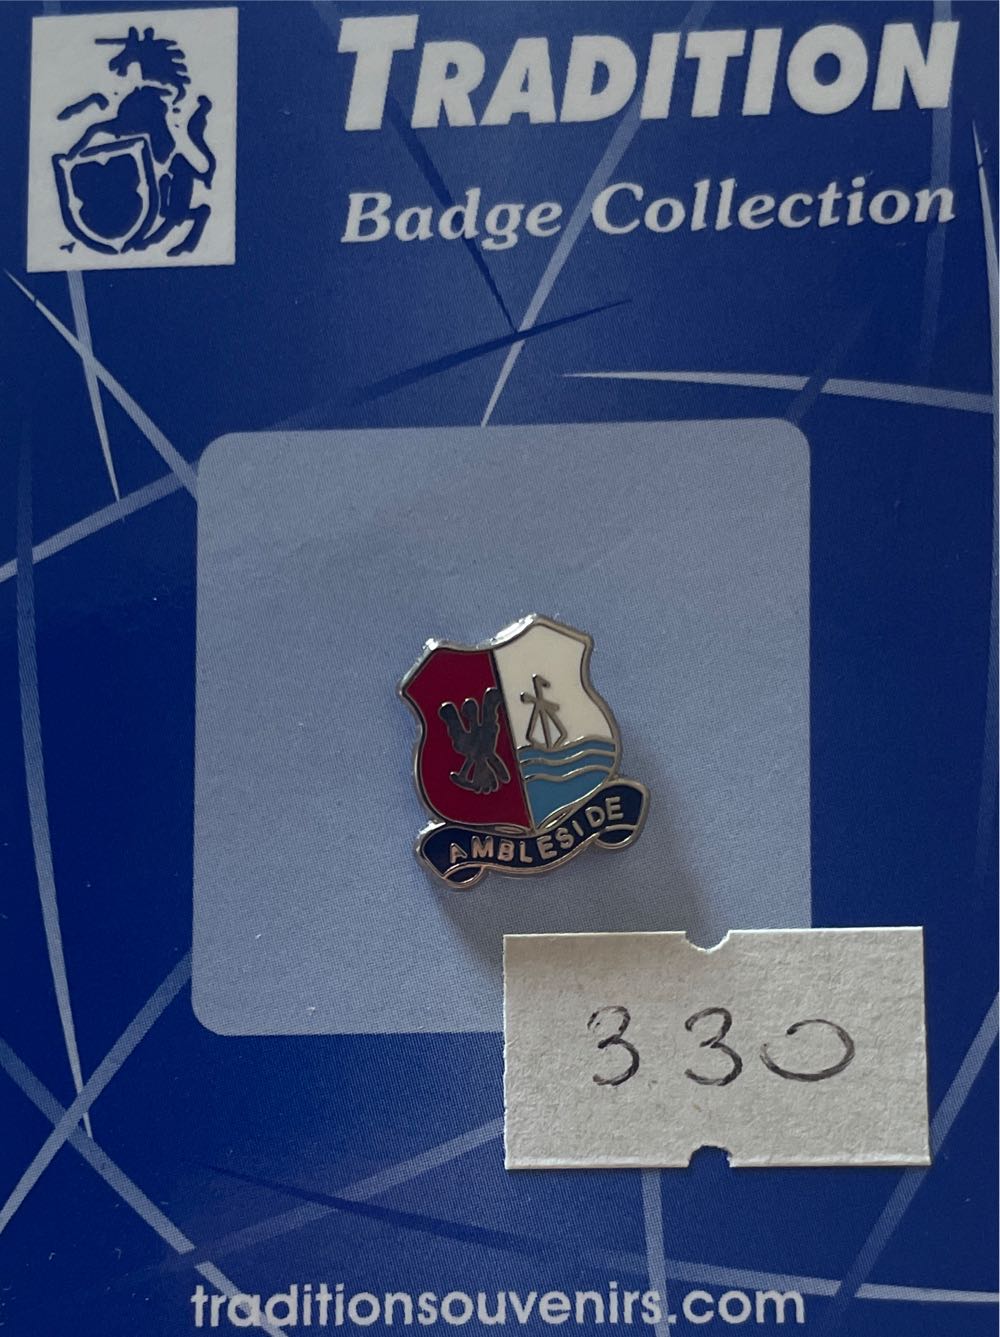 TRADITION
Badge Collection
AMBLESIDE
330
traditionsouvenirs.com